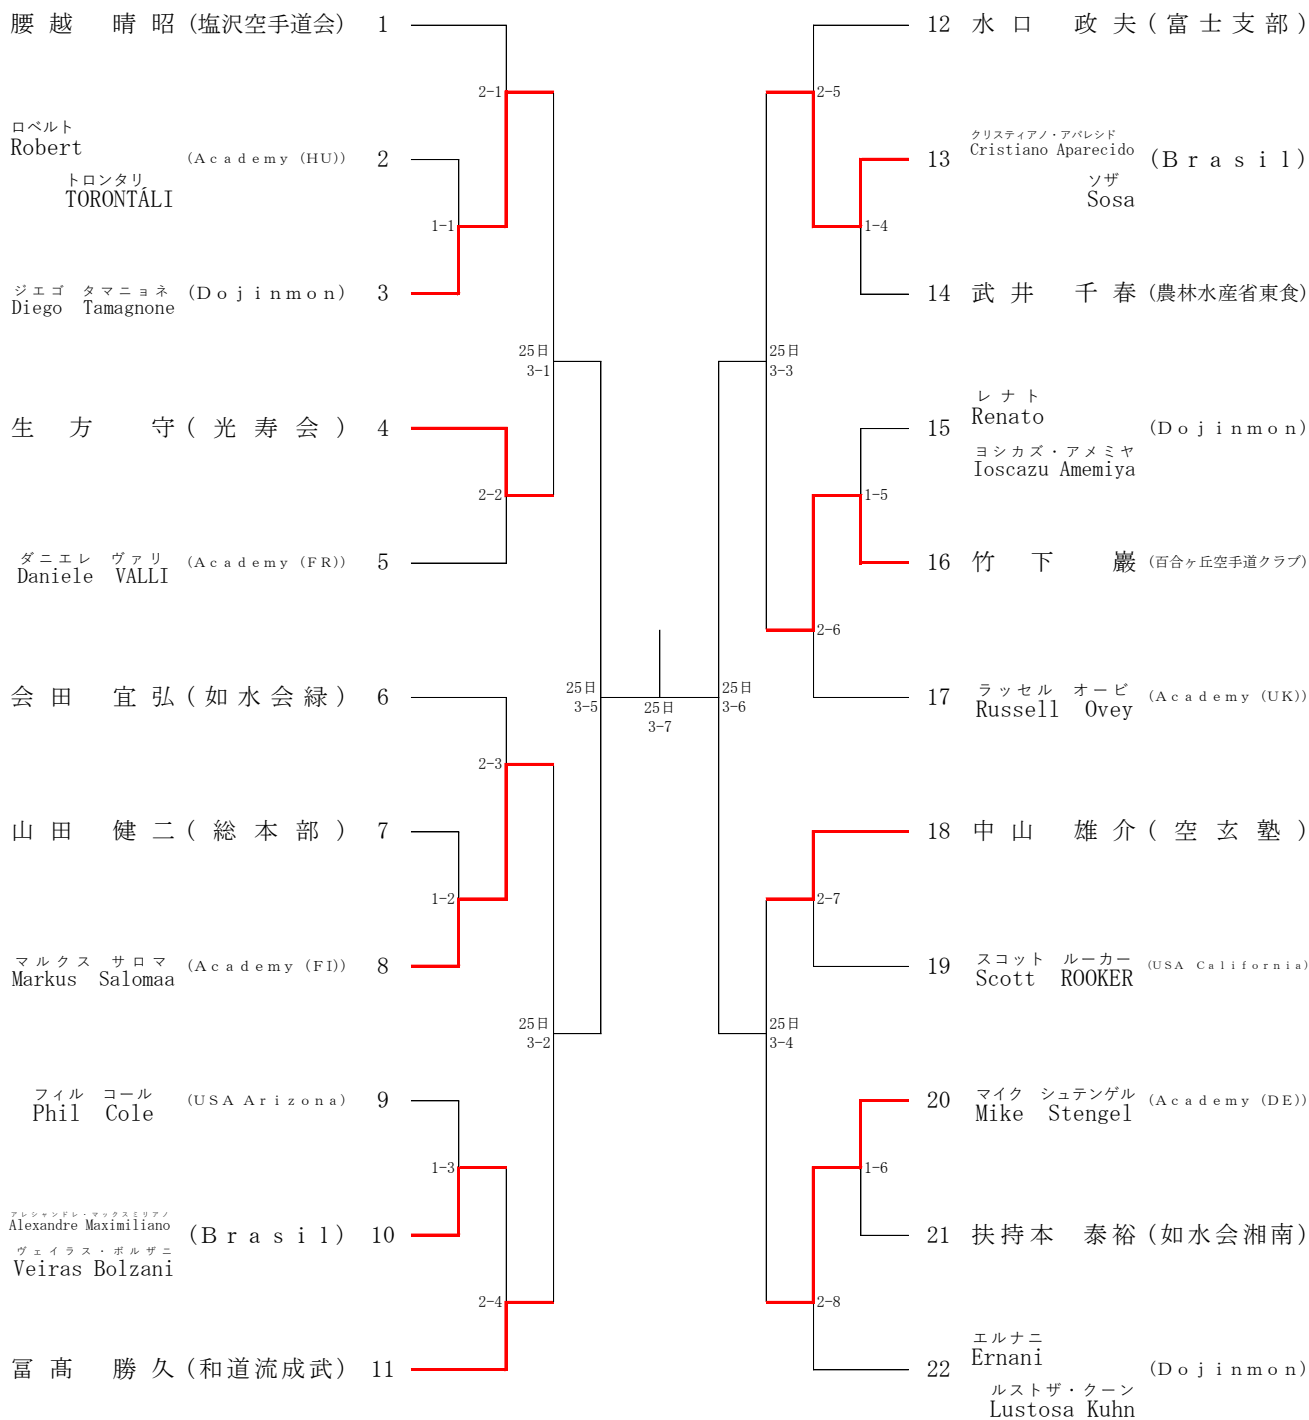 腰越 晴昭 (塩沢空手道会) 1
2-1
ロベルト
Robert
(Academy (HU)) 2
トロンタリ
TORONTÁLI
1-1
ジエゴ タマニョネ
Diego Tamagnone (Dojinmon) 3
25日
3-1
生方 守 (光寿会) 4
2-2
ダニエレ ヴァリ
Daniele VALLI (Academy (FR)) 5
会田 宜弘 (如水会緑) 6
25日
3-5
2-3
山田 健二 (総本部) 7
1-2
マルクス サロマ
Markus Salomaa (Academy (FI)) 8
25日
3-2
フィル コール
Phil Cole (USA Arizona) 9
1-3
アレシャンドレ・マックスミリアノ
Alexandre Maximiliano
(Brasil) 10
ヴェイラス・ボルザニ
Veiras Bolzani
2-4
冨髙 勝久 (和道流成武) 11
25日
3-7
12 水口 政夫 (富士支部)
2-5
クリスティアノ・アパレシド
Cristiano Aparecido
13 (Brasil)
ソザ
Sosa
1-4
14 武井 千春 (農林水産省東食)
25日
3-3
レナト
Renato
15 (Dojinmon)
ヨシカズ・アメミヤ
Ioscazu Amemiya
1-5
16 竹下 巖 (百合ヶ丘空手道クラブ)
2-6
ラッセル オービ
17 Russell Ovey (Academy (UK))
25日
3-6
18 中山 雄介 (空玄塾)
2-7
スコット ルーカー
19 Scott ROOKER (USA California)
25日
3-4
マイク シュテンゲル
20 Mike Stengel (Academy (DE))
1-6
21 扶持本 泰裕 (如水会湘南)
2-8
エルナニ
Ernani
22 (Dojinmon)
ルストザ・クーン
Lustosa Kuhn